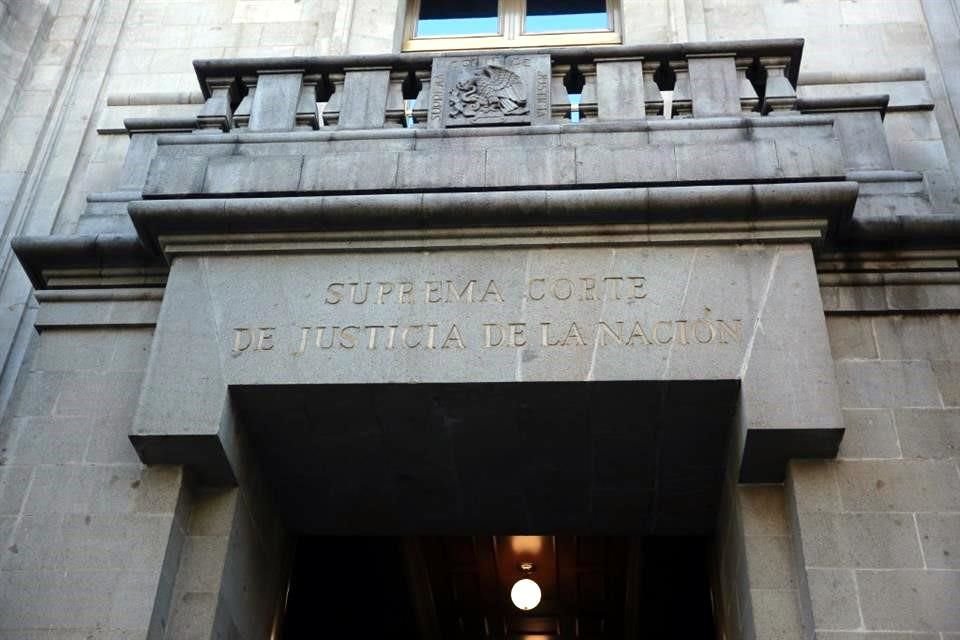 SUPREMA CORTE
DE JUSTICIA DE LA NACIÓN